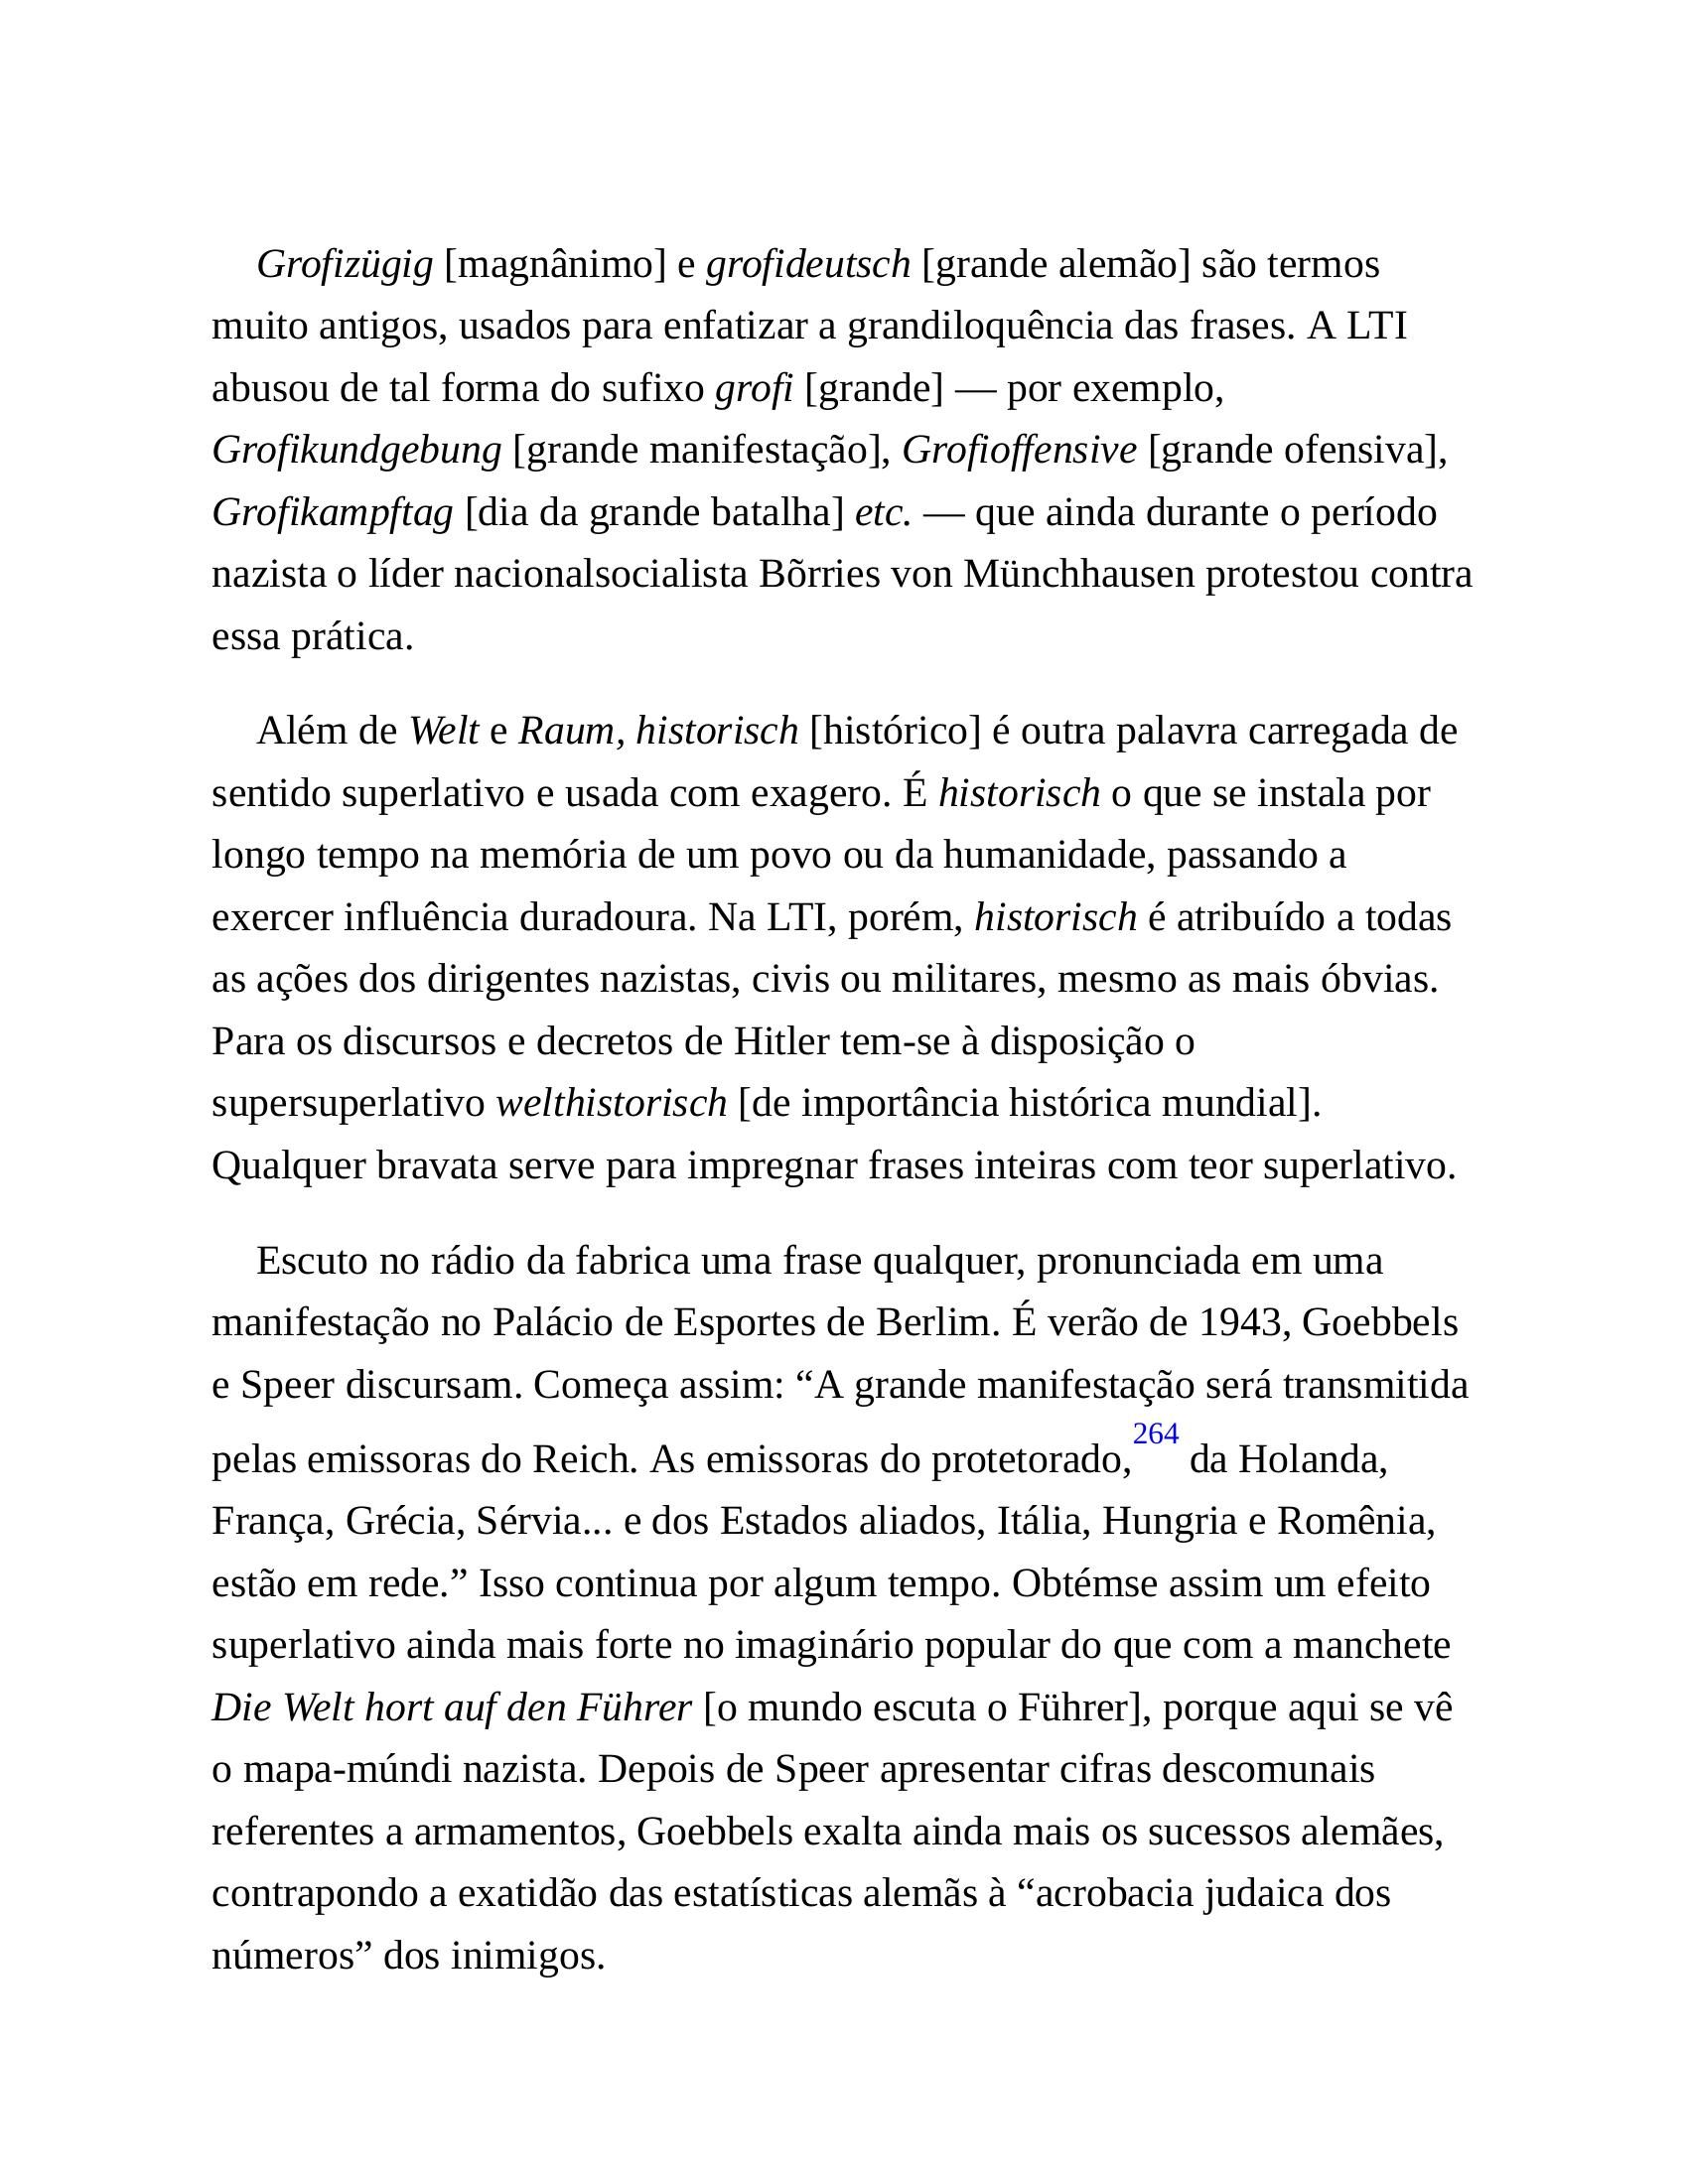 Grofizügig [magnânimo] e grofideutsch [grande alemão] são termos
muito antigos, usados para enfatizar a grandiloquência das frases. A LTI
abusou de tal forma do sufixo grofi [grande] — por exemplo,
Grofikundgebung [grande manifestação], Grofioffensive [grande ofensiva],
Grofikampftag [dia da grande batalha] etc. — que ainda durante o período
nazista o líder nacionalsocialista Bõrries von Münchhausen protestou contra
essa prática.
Além de Welt e Raum, historisch [histórico] é outra palavra carregada de
sentido superlativo e usada com exagero. É historisch o que se instala por
longo tempo na memória de um povo ou da humanidade, passando a
exercer influência duradoura. Na LTI, porém, historisch é atribuído a todas
as ações dos dirigentes nazistas, civis ou militares, mesmo as mais óbvias.
Para os discursos e decretos de Hitler tem-se à disposição o
supersuperlativo welthistorisch [de importância histórica mundial].
Qualquer bravata serve para impregnar frases inteiras com teor superlativo.
Escuto no rádio da fabrica uma frase qualquer, pronunciada em uma
manifestação no Palácio de Esportes de Berlim. É verão de 1943, Goebbels
e Speer discursam. Começa assim: “A grande manifestação será transmitida
pelas emissoras do Reich. As emissoras do protetorado,264 da Holanda,
França, Grécia, Sérvia... e dos Estados aliados, Itália, Hungria e Romênia,
estão em rede.” Isso continua por algum tempo. Obtémse assim um efeito
superlativo ainda mais forte no imaginário popular do que com a manchete
Die Welt hort auf den Führer [o mundo escuta o Führer], porque aqui se vê
o mapa-múndi nazista. Depois de Speer apresentar cifras descomunais
referentes a armamentos, Goebbels exalta ainda mais os sucessos alemães,
contrapondo a exatidão das estatísticas alemãs à “acrobacia judaica dos
números” dos inimigos.